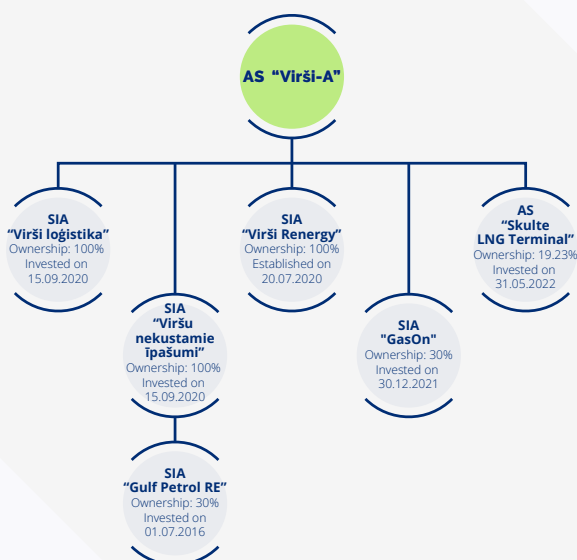 AS “Virši-A”
SIA
“Virši loģistika”
Ownership: 100%
Invested on
15.09.2020
SIA
“Viršu
nekustamie
īpašumi”
Ownership: 100%
Invested on
15.09.2020
SIA
“Gulf Petrol RE”
Ownership: 30%
Invested on
01.07.2016
SIA
“Virši Renergy”
Ownership: 100%
Established on
20.07.2020
SIA
"GasOn"
Ownership: 30%
Invested on
30.12.2021
AS
“Skulte
LNG Terminal”
Ownership: 19.23%
Invested on
31.05.2022